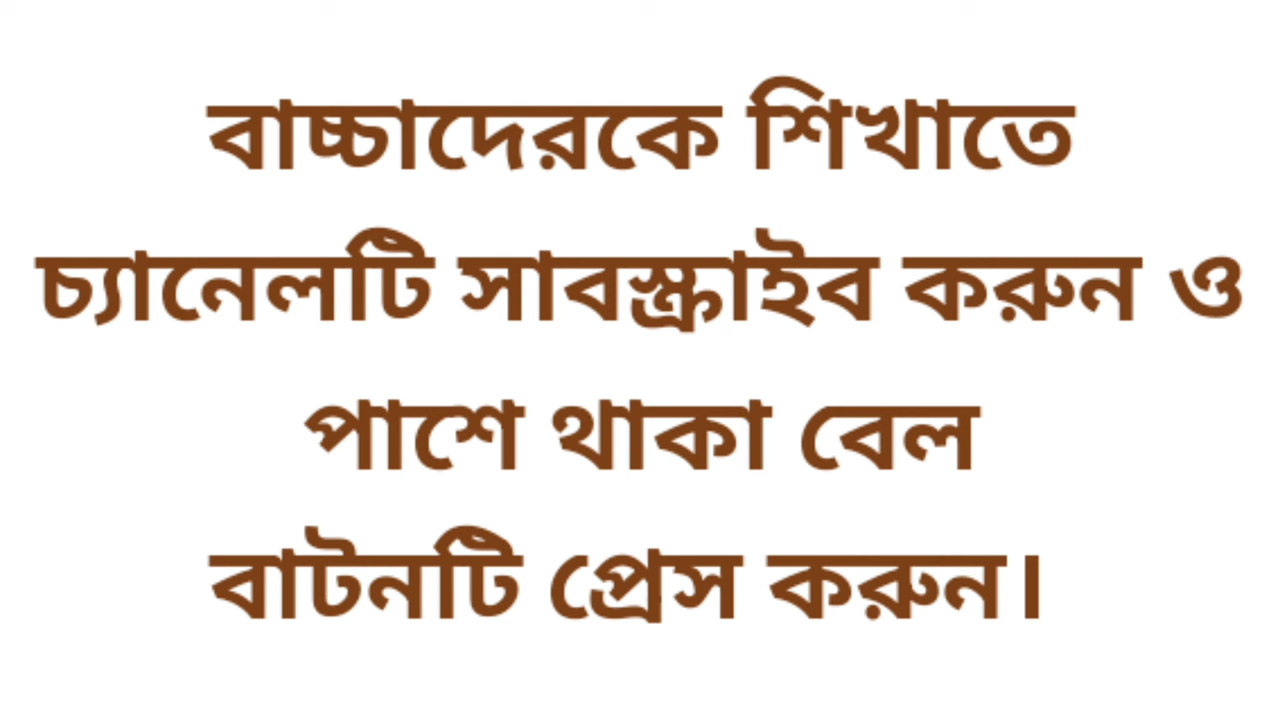 বাচ্চাদেরকে শিখাতে
চ্যানেলটি সাবস্ক্রাইব করুন ও
পাশে থাকা বেল
বাটনটি প্রেস করুন।